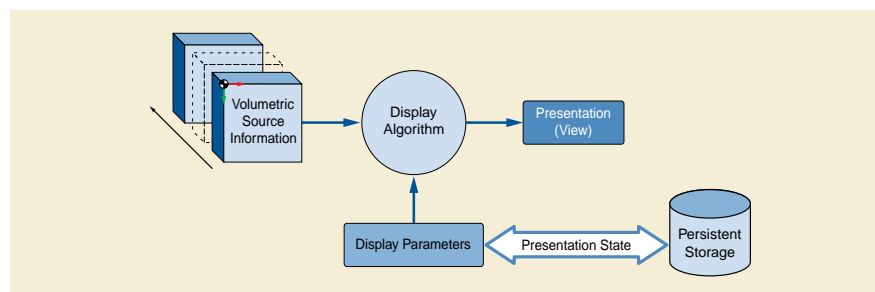 Volumetric
Source
Information
Display
Algorithm
Presentation
(View)
Display Parameters
Presentation State
Persistent
Storage